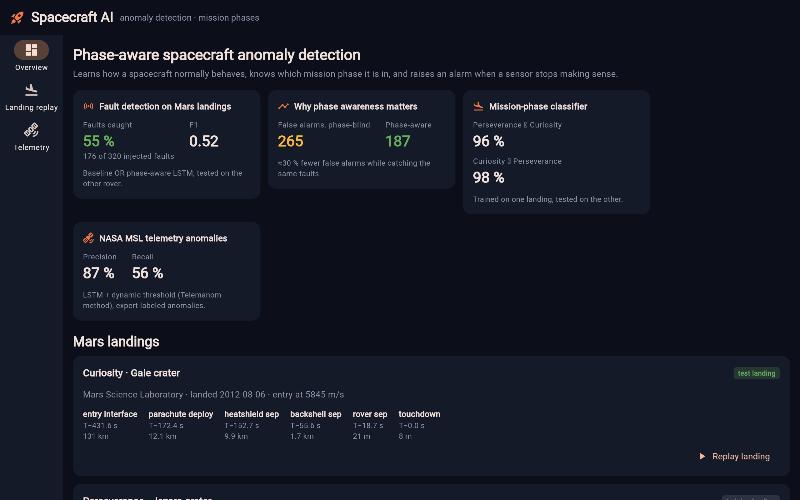 Spacecraft AI anomaly detection · mission phases
Overview
Landing replay
Telemetry
Phase-aware spacecraft anomaly detection
Learns how a spacecraft normally behaves, knows which mission phase it is in, and raises an alarm when a sensor stops making sense.
Fault detection on Mars landings
Faults caught F1
55 % 0.52
176 of 320 injected faults
Baseline OR phase-aware LSTM, tested on the
other rover.
Why phase awareness matters
False alarms, phase-blind Phase-aware
265 187
≈30 % fewer false alarms while catching the
same faults
Mission-phase classifier
Perseverance Curiosity
96 %
Curiosity Perseverance
98 %
Trained on one landing, tested on the other.
NASA MSL telemetry anomalies
Precision Recall
87 % 56 %
LSTM + dynamic threshold (Telemanom
method), expert-labeled anomalies.
Mars landings
Curiosity · Gale crater test landing
Mars Science Laboratory · landed 2012-08-06 · entry at 5845 m/s
entry interface parachute deploy heatshield sep backshell sep rover sep touchdown
T−431.6 s T−172.4 s T−152.7 s T−55.6 s T−18.7 s T−0.0 s
131 km 12.1 km 9.9 km 1.7 km 21 m 8 m
Replay landing